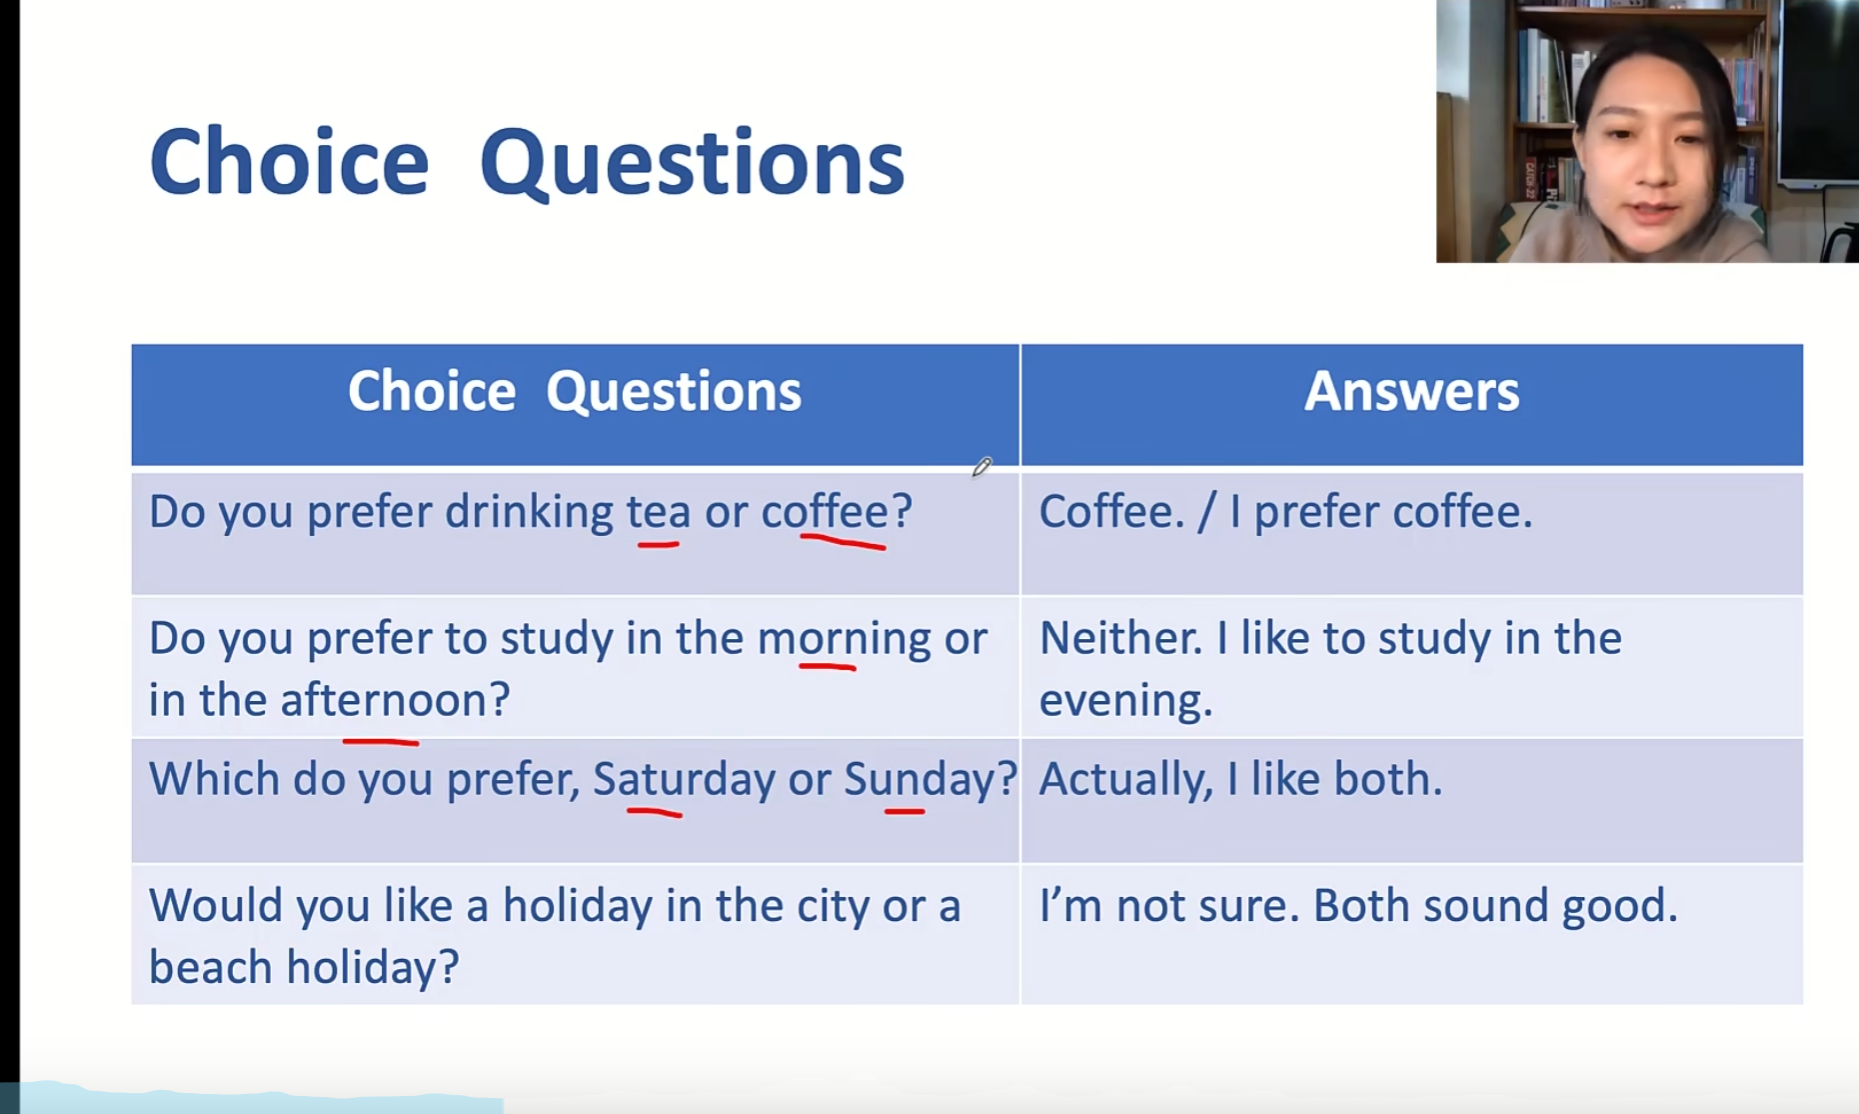 Choice Questions
Choice Questions
Answers
Do you prefer drinking tea or coffee?
Coffee. / I prefer coffee.
Do you prefer to study in the morning or
in the afternoon?
Neither. I like to study in the
evening.
Which do you prefer, Saturday or Sunday?
Actually, I like both.
Would you like a holiday in the city or a
beach holiday?
I’m not sure. Both sound good.
CATCH-22